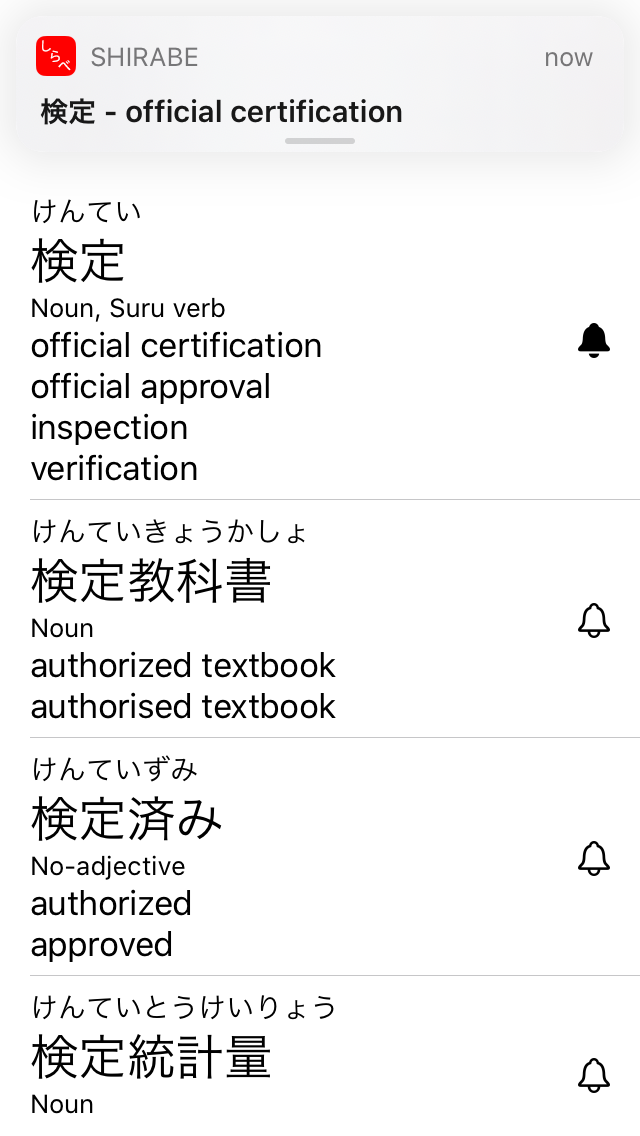 しらべ
SHIRABE
now
検定 - official certification
けんてい
検定
Noun, Suru verb
official certification
official approval
inspection
verification
けんていきょうかしょ
検定教科書
Noun
authorized textbook
authorised textbook
けんていずみ
検定済み
No-adjective
authorized
approved
けんていとうけいりょう
検定統計量
Noun